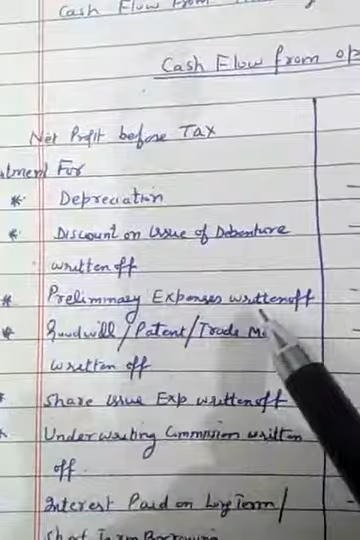 Cash Flow from
Cash Flow from op
Net Profit before Tax
tment For
* Depreciation
* Discount on issue of Debenture
written off
* Preliminary Expenses written off
* Goodwill/Patent/Trade M
written off
* Share issue Exp written off
* Underwriting Commission written
off
Interest Paid on Long Term/
Short Term Borrowing